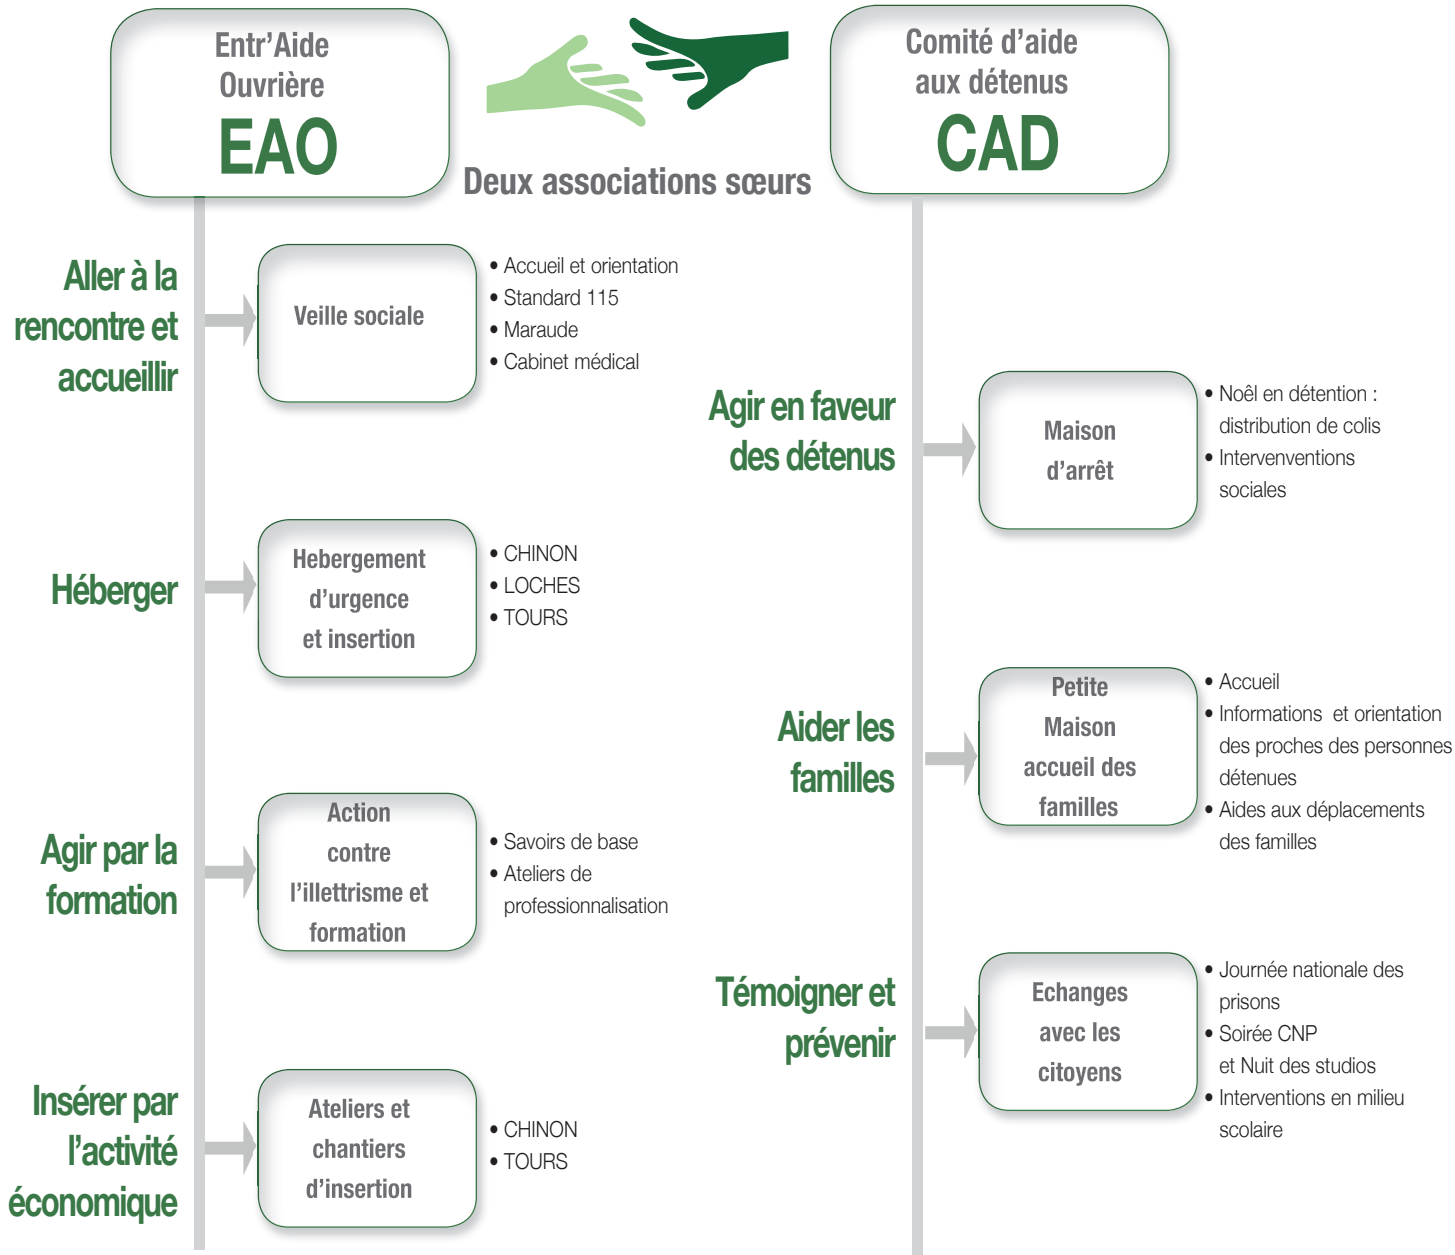 Entr’Aide
Ouvrière
EAO
Deux associations sœurs
Comité d’aide
aux détenus
CAD
Aller à la
rencontre et
accueillir
Veille sociale
• Accueil et orientation
• Standard 115
• Maraude
• Cabinet médical
Héberger
Hebergement
d’urgence
et insertion
• CHINON
• LOCHES
• TOURS
Agir par la
formation
Action
contre
l’illettrisme et
formation
• Savoirs de base
• Ateliers de
professionnalisation
Insérer par
l’activité
économique
Ateliers et
chantiers
d’insertion
• CHINON
• TOURS
Agir en faveur
des détenus
Maison
d’arrêt
• Noêl en détention :
distribution de colis
• Intervenventions
sociales
Aider les
familles
Petite
Maison
accueil des
familles
• Accueil
• Informations et orientation
des proches des personnes
détenues
• Aides aux déplacements
des familles
Témoigner et
prévenir
Echanges
avec les
citoyens
• Journée nationale des
prisons
• Soirée CNP
et Nuit des studios
• Interventions en milieu
scolaire